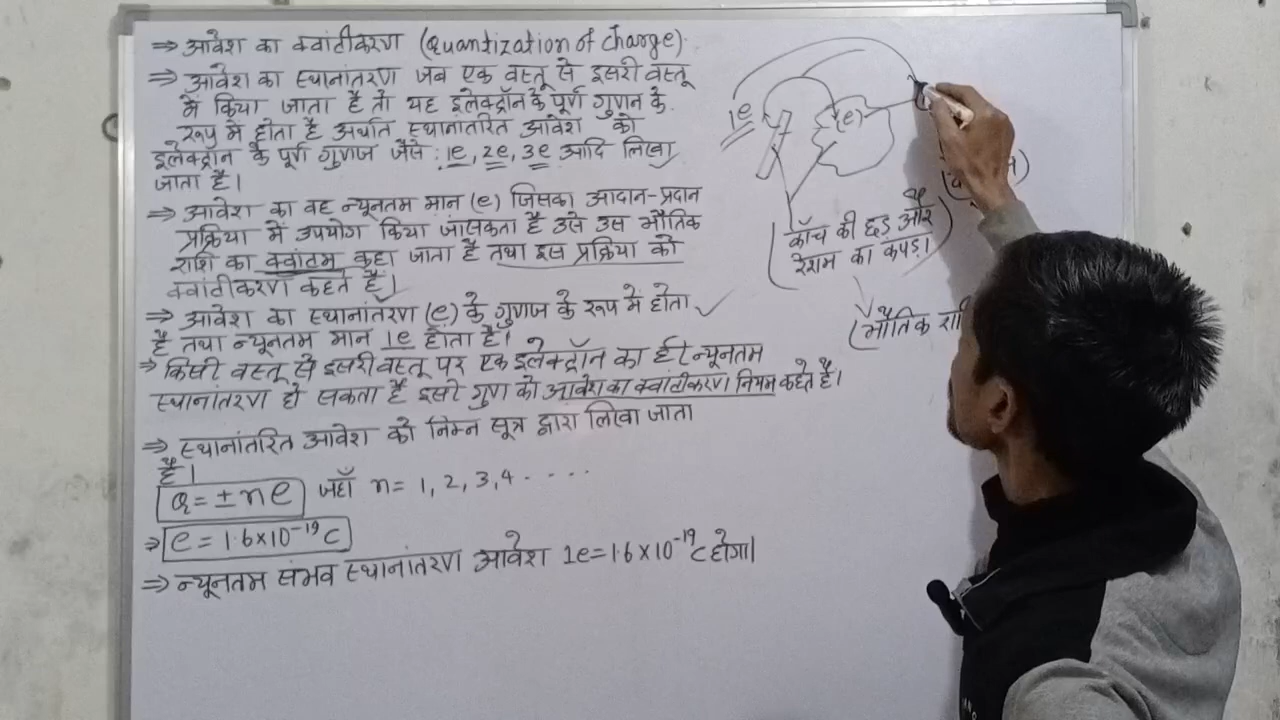 ⇒ आवेश का क्वांटीकरण (Quantization of charge).
⇒ आवेश का स्थानांतरण जब एक वस्तू से दुसरी वस्तू
में किया जाता है तो यह इलेक्ट्रॉन के पूर्ण गुणन के
रूप में होता है अर्थात स्थानांतरित आवेश को
इलेक्ट्रॉन के पूर्ण गुणज जैसे : 1e, 2e, 3e आदि लिखा
जाता है।
⇒ आवेश का वह न्यूनतम मान (e) जिसका आदान-प्रदान
प्रक्रिया में उपयोग किया जा सकता है उसे उस भौतिक
राशि का क्वांटम कहा जाता है तथा इस प्रक्रिया को
क्वांटीकरण कहते हैं
⇒ आवेश का स्थानांतरण (e) के गुणज के रूप में होता
है तथा न्यूनतम मान 1e होता है।
⇒ किसी वस्तू से दुसरी वस्तू पर एक इलेक्ट्रॉन का ही न्यूनतम
स्थानांतरण हो सकता है इसी गुण को आवेश का क्वांटीकरण नियम कहते है।
⇒ स्थानांतरित आवेश को निम्न सूत्र द्वारा लिखा जाता
है।
Q = ± ne जहाँ n = 1, 2, 3, 4 - - - -
⇒ e = 1.6 × 10⁻¹⁹ C
⇒ न्यूनतम संभव स्थानांतरण आवेश 1e = 1.6 × 10⁻¹⁹ C होगा।
1e
(e)
(काँच की छड़ और
रेशम का कपड़ा)
(भौतिक